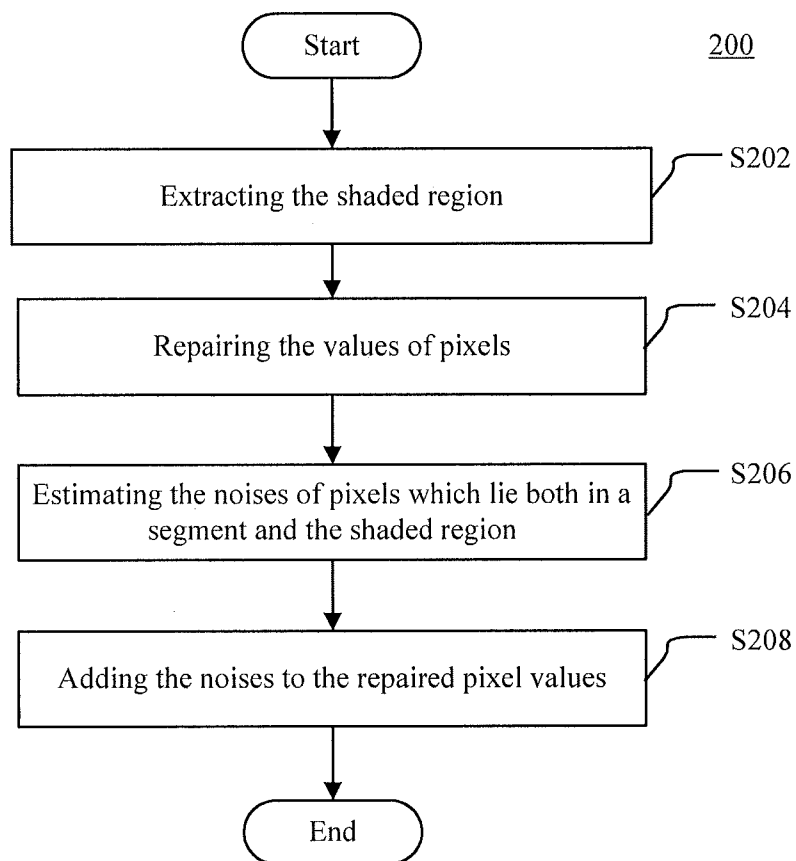 Start
200
Extracting the shaded region
S202
Repairing the values of pixels
S204
Estimating the noises of pixels which lie both in a
segment and the shaded region
S206
Adding the noises to the repaired pixel values
S208
End